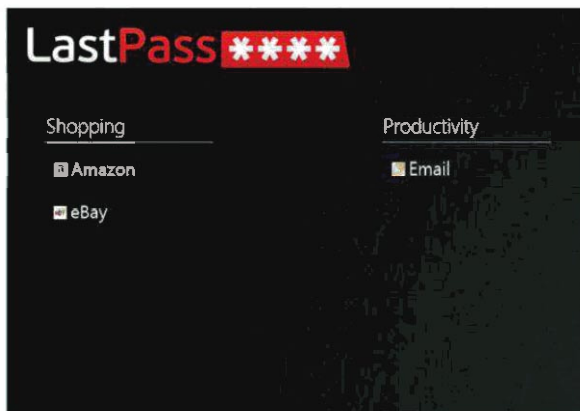 LastPass ****
Shopping
Productivity
Amazon
Email
eBay